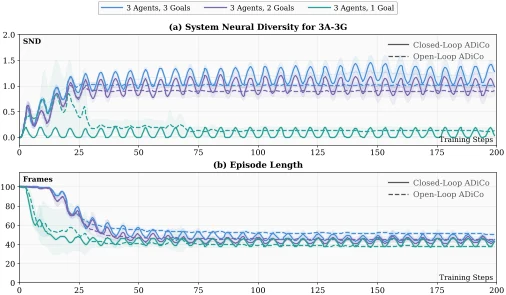 3 Agents, 3 Goals 3 Agents, 2 Goals 3 Agents, 1 Goal
(a) System Neural Diversity for 3A-3G
SND
Closed-Loop ADiCo
Open-Loop ADiCo
2.0
1.5
1.0
0.5
0.0
Training Steps
0 25 50 75 100 125 150 175 200
(b) Episode Length
Frames
Closed-Loop ADiCo
Open-Loop ADiCo
100
80
60
40
20
0
Training Steps
0 25 50 75 100 125 150 175 200